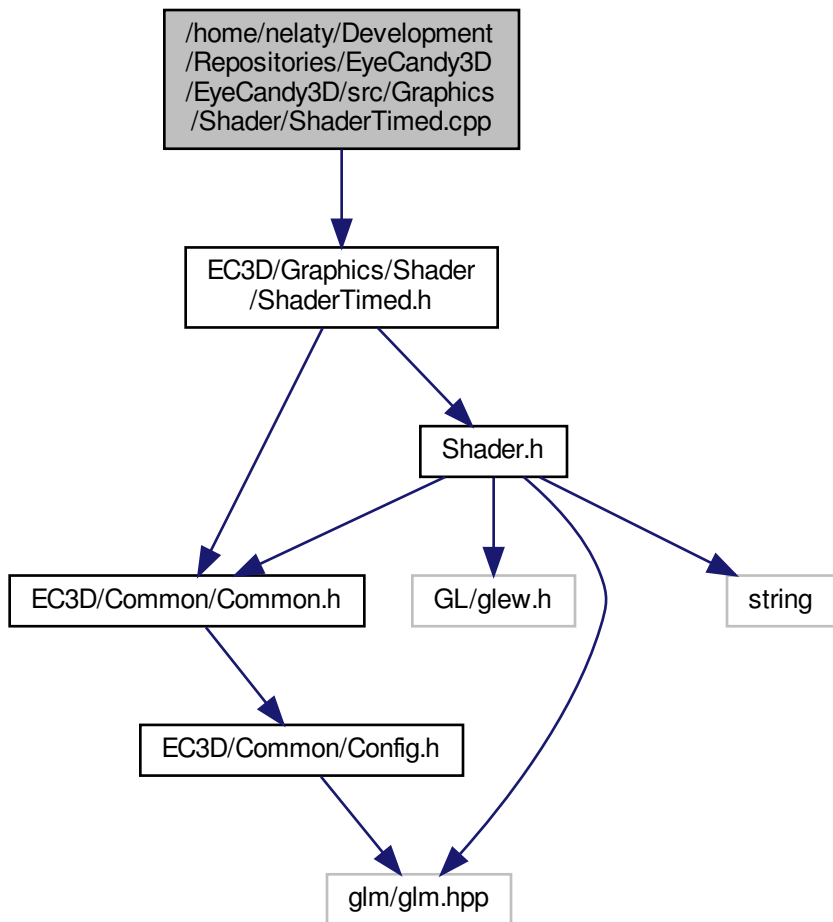 /home/nelaty/Development
/Repositories/EyeCandy3D
/EyeCandy3D/src/Graphics
/Shader/ShaderTimed.cpp
EC3D/Graphics/Shader
/ShaderTimed.h
Shader.h
EC3D/Common/Common.h
GL/glew.h
string
EC3D/Common/Config.h
glm/glm.hpp